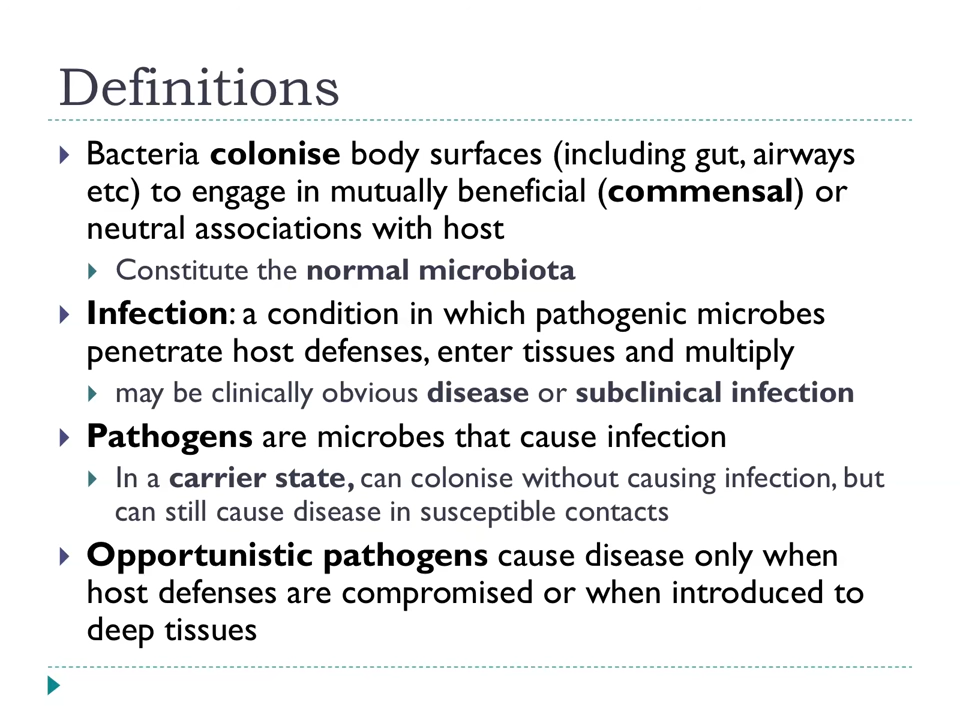 Definitions
Bacteria colonise body surfaces (including gut, airways
etc) to engage in mutually beneficial (commensal) or
neutral associations with host
Constitute the normal microbiota
Infection: a condition in which pathogenic microbes
penetrate host defenses, enter tissues and multiply
may be clinically obvious disease or subclinical infection
Pathogens are microbes that cause infection
In a carrier state, can colonise without causing infection, but
can still cause disease in susceptible contacts
Opportunistic pathogens cause disease only when
host defenses are compromised or when introduced to
deep tissues